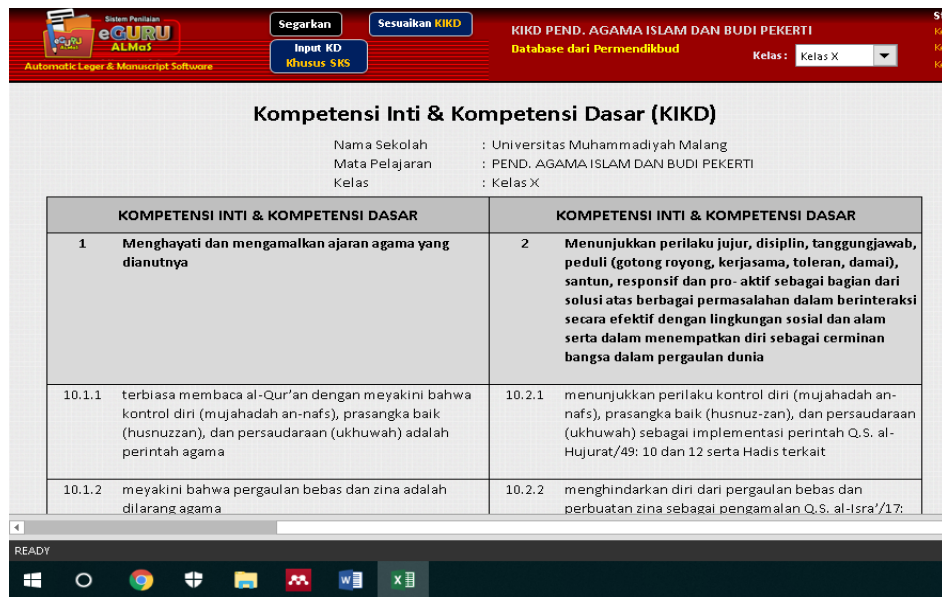 Sistem Penilaian
eGURU
ALMaS
eGuRu
Automatic Leger & Manuscript Software
Segarkan
Sesuaikan KIKD
Input KD
Khusus SKS
KIKD PEND. AGAMA ISLAM DAN BUDI PEKERTI
Database dari Permendikbud
Kelas : Kelas X
Kompetensi Inti & Kompetensi Dasar (KIKD)
Nama Sekolah : Universitas Muhammadiyah Malang
Mata Pelajaran : PEND. AGAMA ISLAM DAN BUDI PEKERTI
Kelas : Kelas X
KOMPETENSI INTI & KOMPETENSI DASAR
1 Menghayati dan mengamalkan ajaran agama yang
dianutnya
10.1.1 terbiasa membaca al-Qur’an dengan meyakini bahwa
kontrol diri (mujahadah an-nafs), prasangka baik
(husnuzzan), dan persaudaraan (ukhuwah) adalah
perintah agama
10.1.2 meyakini bahwa pergaulan bebas dan zina adalah
dilarang agama
KOMPETENSI INTI & KOMPETENSI DASAR
2 Menunjukkan perilaku jujur, disiplin, tanggungjawab,
peduli (gotong royong, kerjasama, toleran, damai),
santun, responsif dan pro- aktif sebagai bagian dari
solusi atas berbagai permasalahan dalam berinteraksi
secara efektif dengan lingkungan sosial dan alam
serta dalam menempatkan diri sebagai cerminan
bangsa dalam pergaulan dunia
10.2.1 menunjukkan perilaku kontrol diri (mujahadah an-
nafs), prasangka baik (husnuz-zan), dan persaudaraan
(ukhuwah) sebagai implementasi perintah Q.S. al-
Hujurat/49: 10 dan 12 serta Hadis terkait
10.2.2 menghindarkan diri dari pergaulan bebas dan
perbuatan zina sebagai pengamalan Q.S. al-Isra’/17:
READY